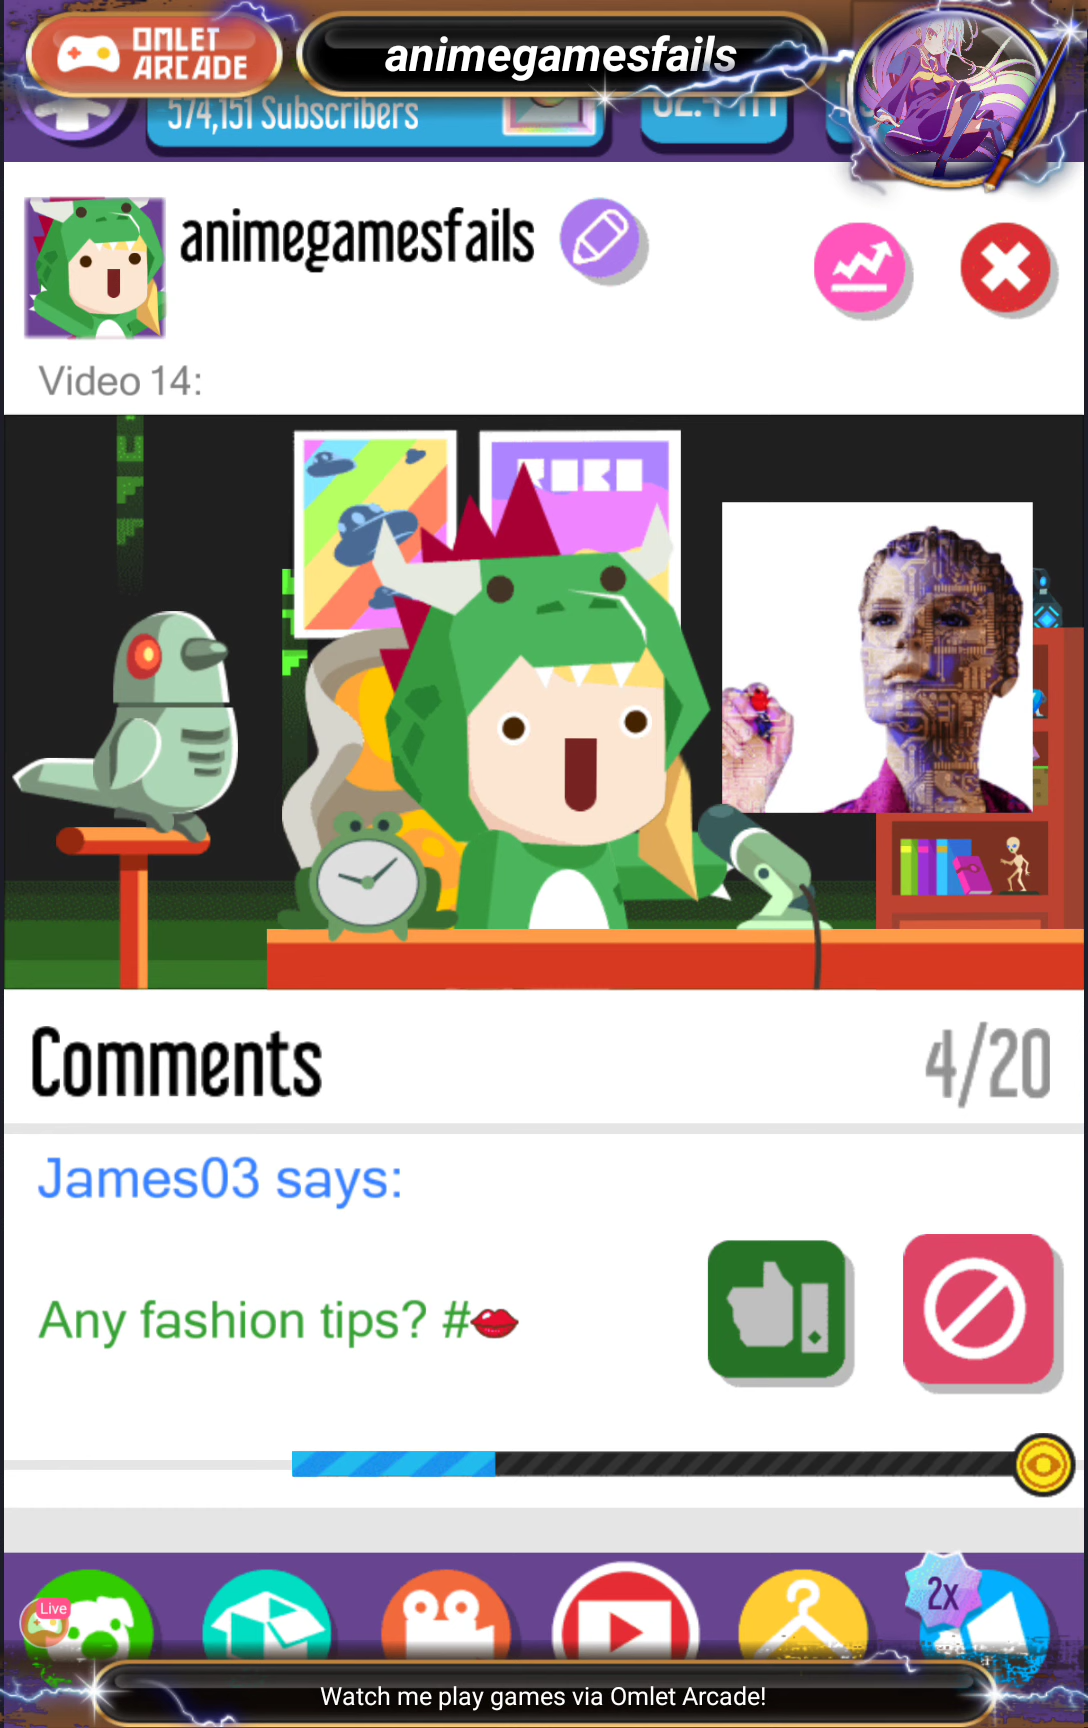 OMLET
ARCADE
animegamesfails
574,151 Subscribers
animegamesfails
Video 14:
Comments
4/20
James03 says:
Any fashion tips? #
2x
Live
Watch me play games via Omlet Arcade!